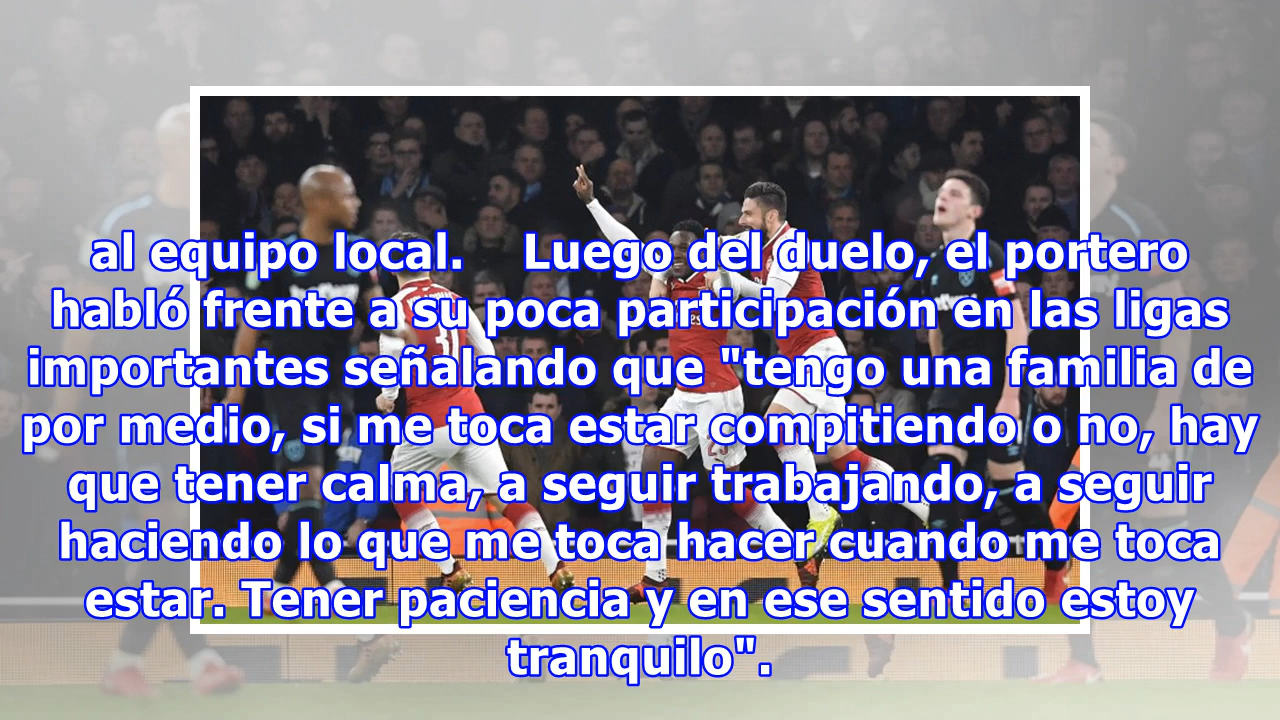 al equipo local.    Luego del duelo, el portero
habló frente a su poca participación en las ligas
importantes señalando que "tengo una familia de
por medio, si me toca estar compitiendo o no, hay
que tener calma, a seguir trabajando, a seguir
haciendo lo que me toca hacer cuando me toca
estar. Tener paciencia y en ese sentido estoy
tranquilo".
31